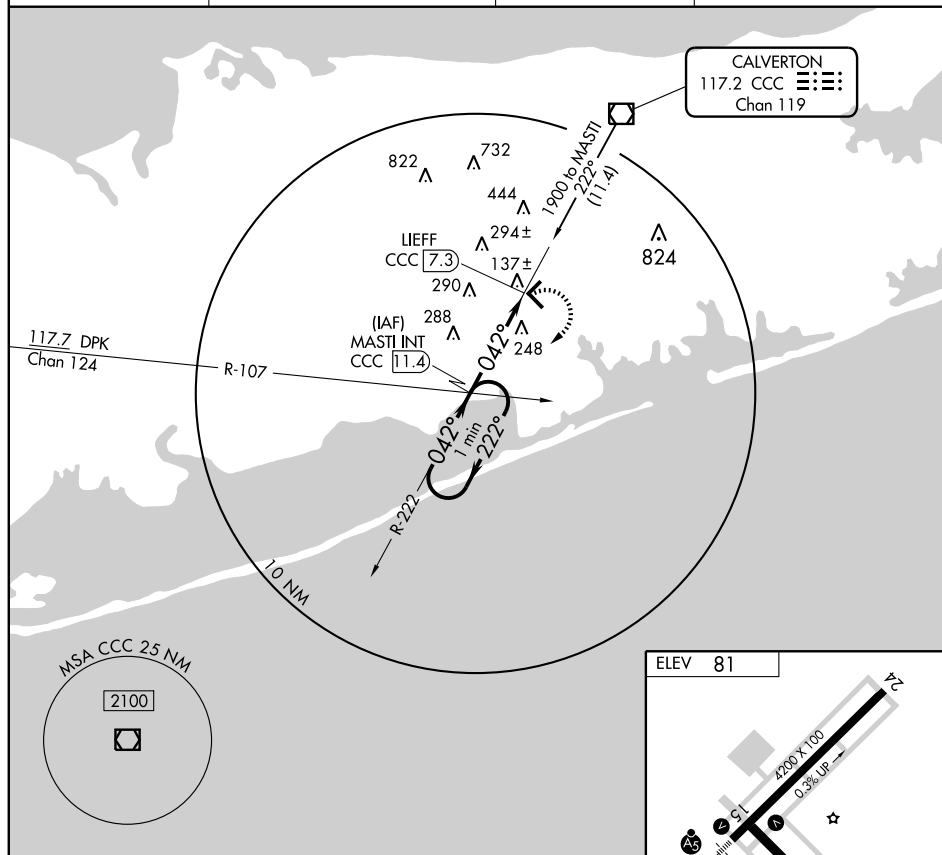 CALVERTON
117.2 CCC
Chan 119
1900 to MASTI
222°
(11.4)
822
732
444
294±
824
LIEFF
CCC 7.3
137±
290
288
248
(IAF)
MASTI INT
CCC 11.4
042°
117.7 DPK
Chan 124
R-107
042°
1 min
222°
R-222
10 NM
MSA CCC 25 NM
2100
ELEV 81
24
4200 X 100
0.3% UP
15
V
V
A5